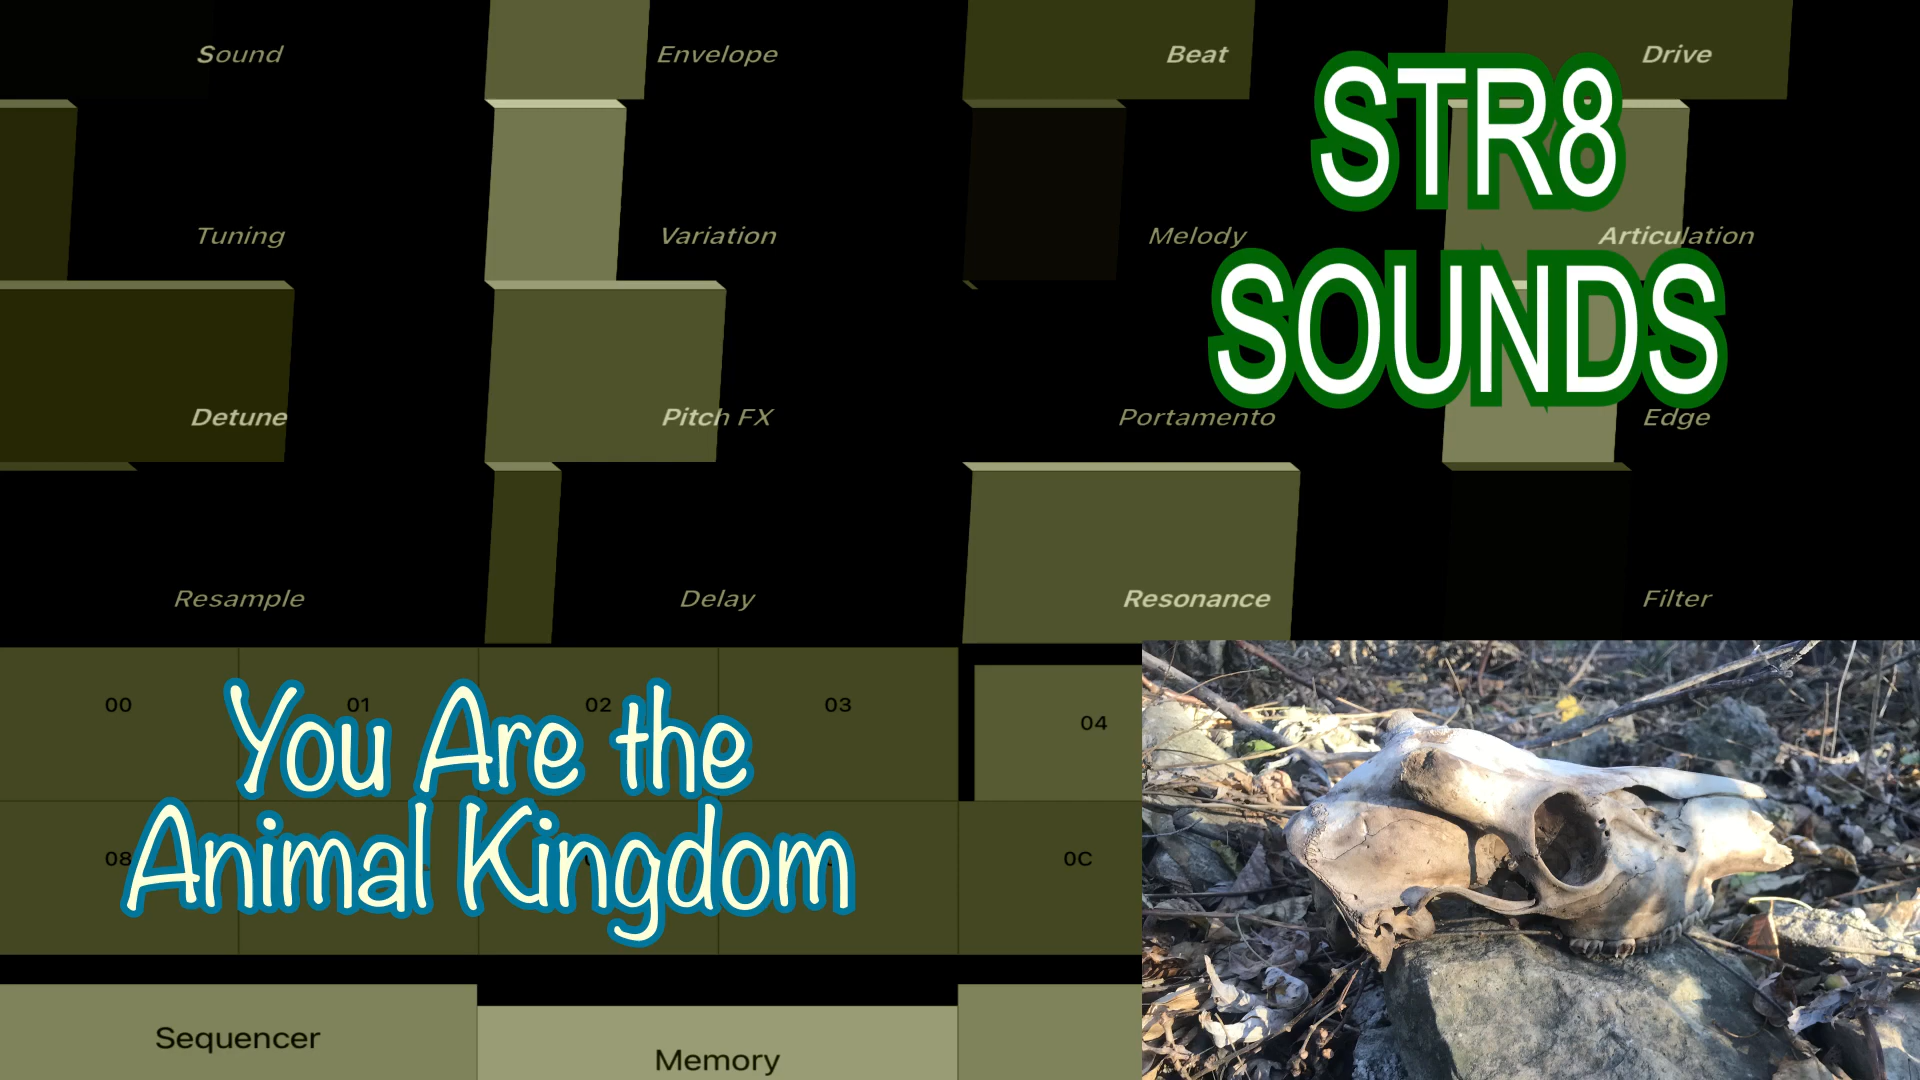 Sound Envelope Beat Drive
STR8
Tuning Variation Melody Articulation
SOUNDS
Detune Pitch FX Portamento Edge
Resample Delay Resonance Filter
00 01 02 03 04
You Are the
Animal Kingdom
08 0C
Sequencer Memory